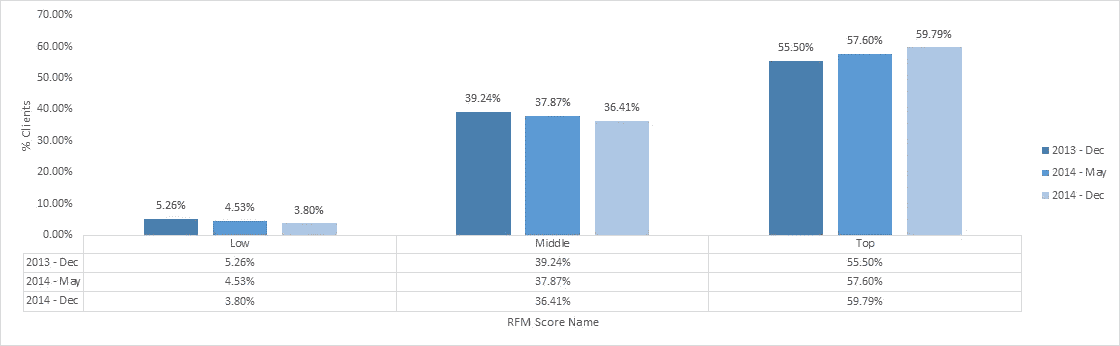 70.00%
60.00%
50.00%
40.00%
30.00%
20.00%
10.00%
0.00%
% Clients
5.26% 4.53% 3.80%
39.24% 37.87% 36.41%
55.50% 57.60% 59.79%
2013 - Dec
2014 - May
2014 - Dec
Low Middle Top
2013 - Dec 5.26% 39.24% 55.50%
2014 - May 4.53% 37.87% 57.60%
2014 - Dec 3.80% 36.41% 59.79%
RFM Score Name